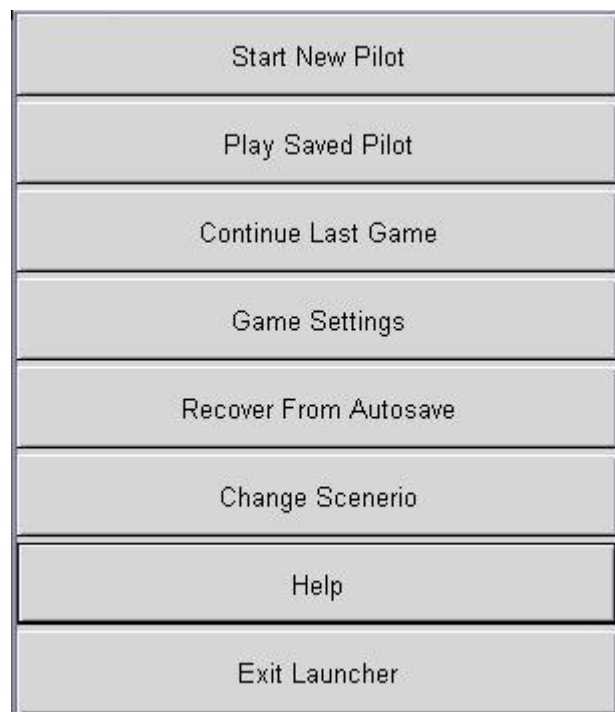 Start New Pilot
Play Saved Pilot
Continue Last Game
Game Settings
Recover From Autosave
Change Scenerio
Help
Exit Launcher